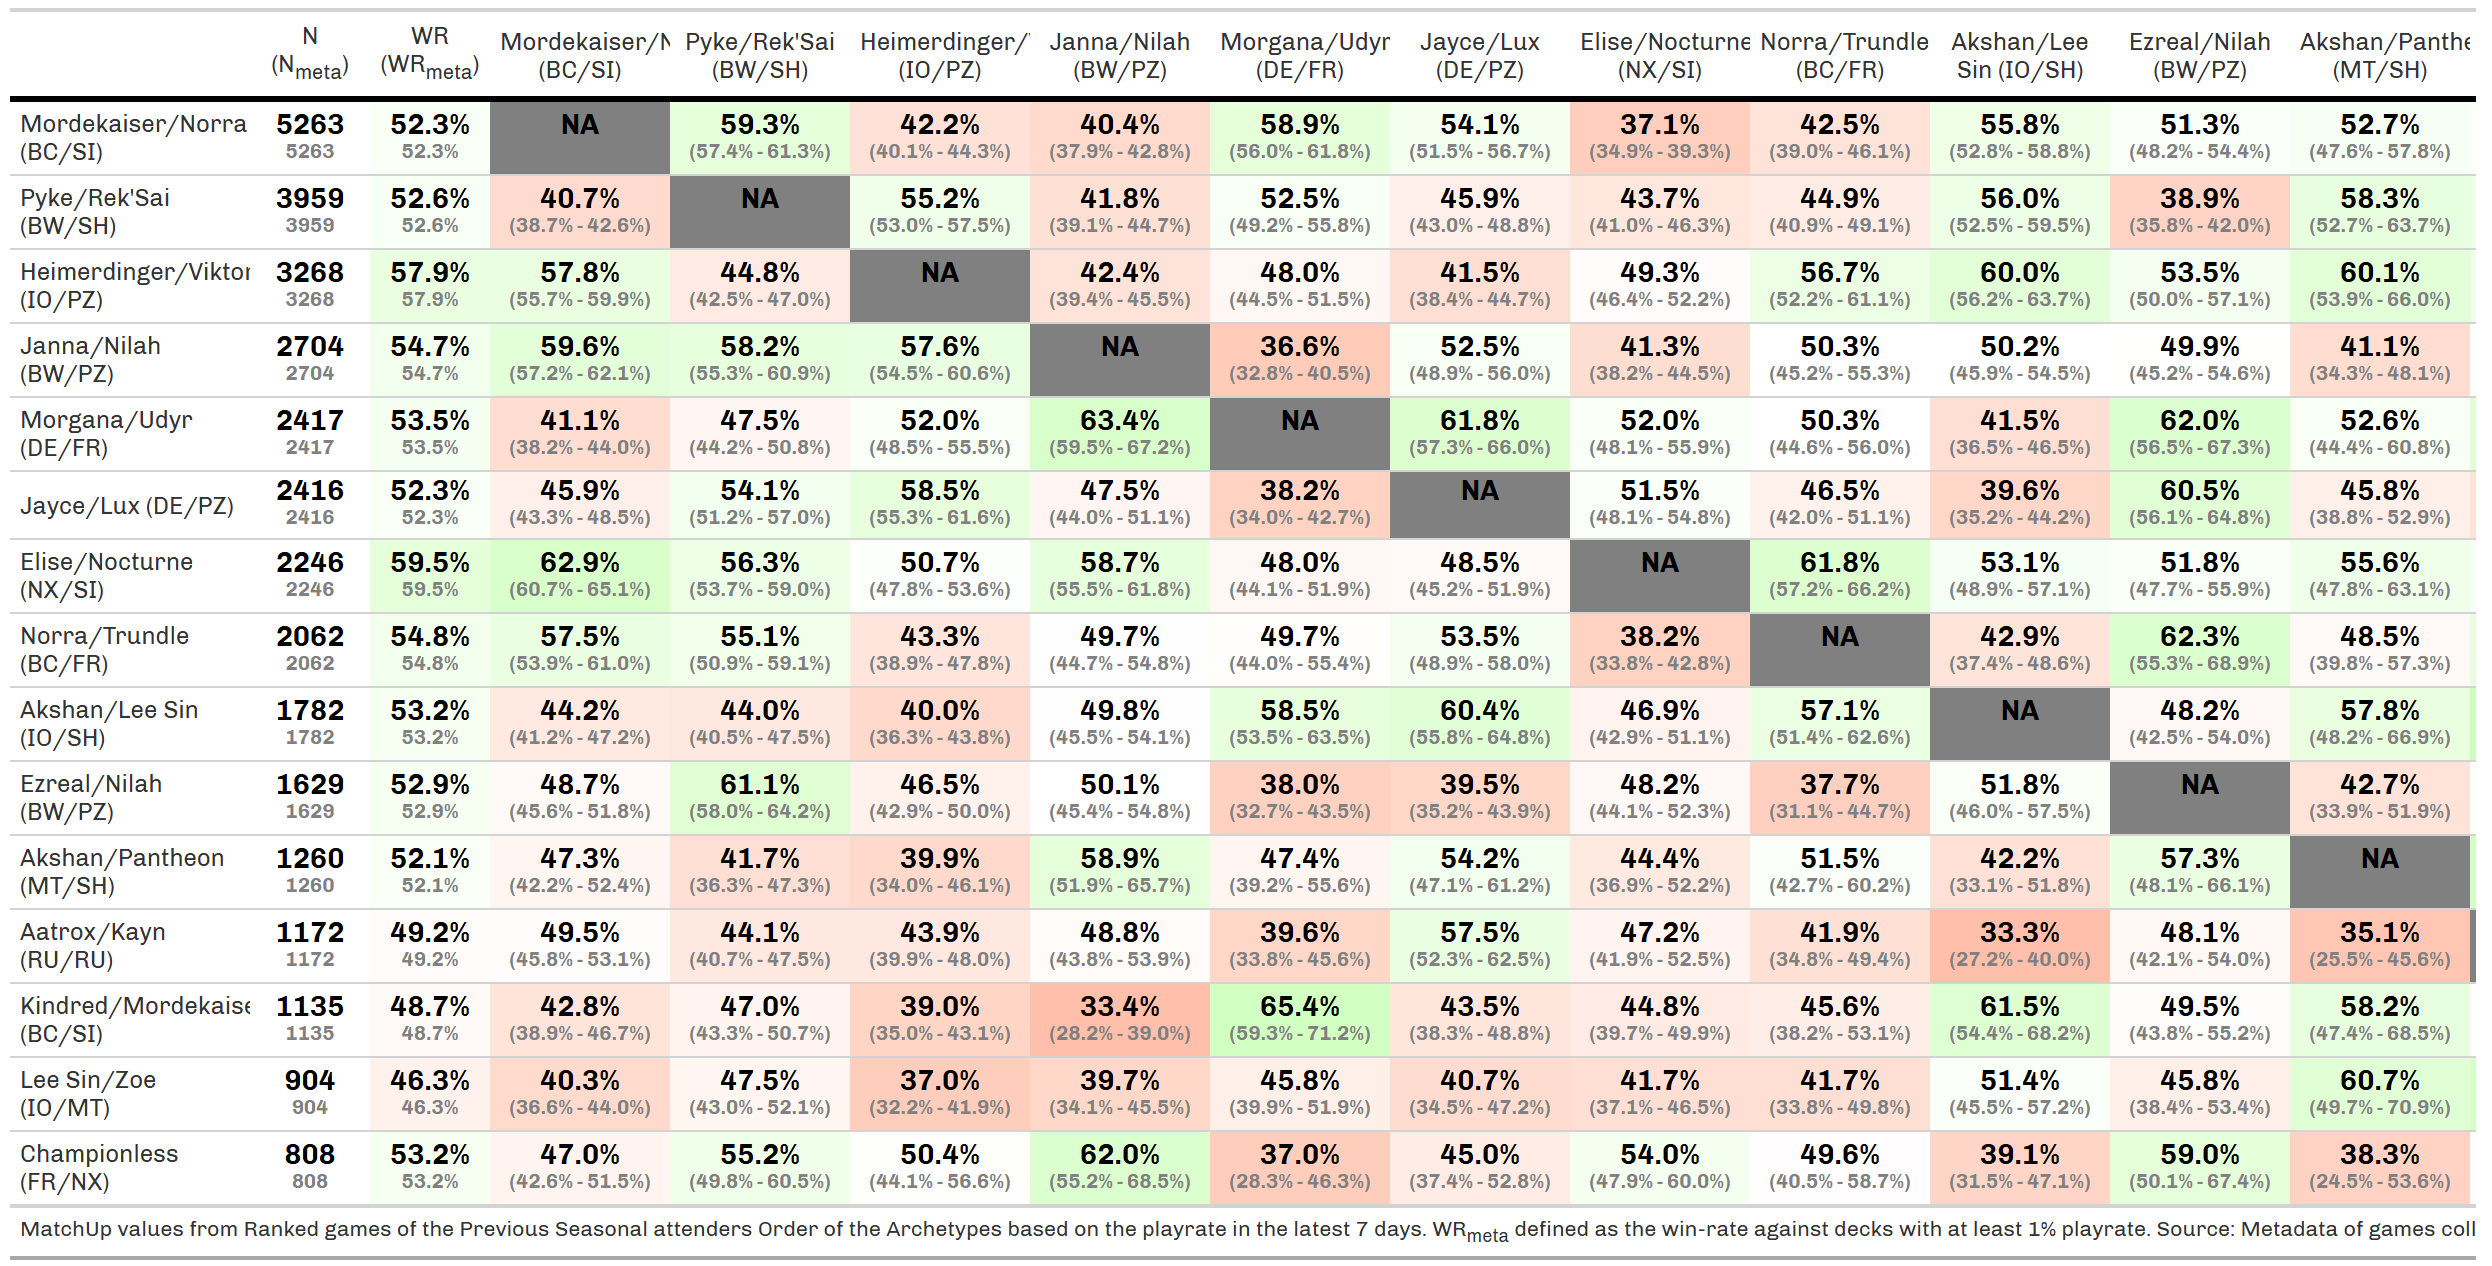 N WR Mordekaiser/N Pyke/Rek'Sai Heimerdinger/ Janna/Nilah Morgana/Udyr Jayce/Lux Elise/Nocturne Norra/Trundle Akshan/Lee Ezreal/Nilah Akshan/Panthe
(Nmeta) (WRmeta) (BC/SI) (BW/SH) (IO/PZ) (BW/PZ) (DE/FR) (DE/PZ) (NX/SI) (BC/FR) Sin (IO/SH) (BW/PZ) (MT/SH)
Mordekaiser/Norra 5263 52.3% NA 59.3% 42.2% 40.4% 58.9% 54.1% 37.1% 42.5% 55.8% 51.3% 52.7%
(BC/SI) 5263 52.3% (57.4% - 61.3%) (40.1% - 44.3%) (37.9% - 42.8%) (56.0% - 61.8%) (51.5% - 56.7%) (34.9% - 39.3%) (39.0% - 46.1%) (52.8% - 58.8%) (48.2% - 54.4%) (47.6% - 57.8%)
Pyke/Rek'Sai 3959 52.6% 40.7% NA 55.2% 41.8% 52.5% 45.9% 43.7% 44.9% 56.0% 38.9% 58.3%
(BW/SH) 3959 52.6% (38.7% - 42.6%) (53.0% - 57.5%) (39.1% - 44.7%) (49.2% - 55.8%) (43.0% - 48.8%) (41.0% - 46.3%) (40.9% - 49.1%) (52.5% - 59.5%) (35.8% - 42.0%) (52.7% - 63.7%)
Heimerdinger/Viktor 3268 57.9% 57.8% 44.8% NA 42.4% 48.0% 41.5% 49.3% 56.7% 60.0% 53.5% 60.1%
(IO/PZ) 3268 57.9% (55.7% - 59.9%) (42.5% - 47.0%) (39.4% - 45.5%) (44.5% - 51.5%) (38.4% - 44.7%) (46.4% - 52.2%) (52.2% - 61.1%) (56.2% - 63.7%) (50.0% - 57.1%) (53.9% - 66.0%)
Janna/Nilah 2704 54.7% 59.6% 58.2% 57.6% NA 36.6% 52.5% 41.3% 50.3% 50.2% 49.9% 41.1%
(BW/PZ) 2704 54.7% (57.2% - 62.1%) (55.3% - 60.9%) (54.5% - 60.6%) (32.8% - 40.5%) (48.9% - 56.0%) (38.2% - 44.5%) (45.2% - 55.3%) (45.9% - 54.5%) (45.2% - 54.6%) (34.3% - 48.1%)
Morgana/Udyr 2417 53.5% 41.1% 47.5% 52.0% 63.4% NA 61.8% 52.0% 50.3% 41.5% 62.0% 52.6%
(DE/FR) 2417 53.5% (38.2% - 44.0%) (44.2% - 50.8%) (48.5% - 55.5%) (59.5% - 67.2%) (57.3% - 66.0%) (48.1% - 55.9%) (44.6% - 56.0%) (36.5% - 46.5%) (56.5% - 67.3%) (44.4% - 60.8%)
Jayce/Lux (DE/PZ) 2416 52.3% 45.9% 54.1% 58.5% 47.5% 38.2% NA 51.5% 46.5% 39.6% 60.5% 45.8%
2416 52.3% (43.3% - 48.5%) (51.2% - 57.0%) (55.3% - 61.6%) (44.0% - 51.1%) (34.0% - 42.7%) (48.1% - 54.8%) (42.0% - 51.1%) (35.2% - 44.2%) (56.1% - 64.8%) (38.8% - 52.9%)
Elise/Nocturne 2246 59.5% 62.9% 56.3% 50.7% 58.7% 48.0% 48.5% NA 61.8% 53.1% 51.8% 55.6%
(NX/SI) 2246 59.5% (60.7% - 65.1%) (53.7% - 59.0%) (47.8% - 53.6%) (55.5% - 61.8%) (44.1% - 51.9%) (45.2% - 51.9%) (57.2% - 66.2%) (48.9% - 57.1%) (47.7% - 55.9%) (47.8% - 63.1%)
Norra/Trundle 2062 54.8% 57.5% 55.1% 43.3% 49.7% 49.7% 53.5% 38.2% NA 42.9% 62.3% 48.5%
(BC/FR) 2062 54.8% (53.9% - 61.0%) (50.9% - 59.1%) (38.9% - 47.8%) (44.7% - 54.8%) (44.0% - 55.4%) (48.9% - 58.0%) (33.8% - 42.8%) (37.4% - 48.6%) (55.3% - 68.9%) (39.8% - 57.3%)
Akshan/Lee Sin 1782 53.2% 44.2% 44.0% 40.0% 49.8% 58.5% 60.4% 46.9% 57.1% NA 48.2% 57.8%
(IO/SH) 1782 53.2% (41.2% - 47.2%) (40.5% - 47.5%) (36.3% - 43.8%) (45.5% - 54.1%) (53.5% - 63.5%) (55.8% - 64.8%) (42.9% - 51.1%) (51.4% - 62.6%) (42.5% - 54.0%) (48.2% - 66.9%)
Ezreal/Nilah 1629 52.9% 48.7% 61.1% 46.5% 50.1% 38.0% 39.5% 48.2% 37.7% 51.8% NA 42.7%
(BW/PZ) 1629 52.9% (45.6% - 51.8%) (58.0% - 64.2%) (42.9% - 50.0%) (45.4% - 54.8%) (32.7% - 43.5%) (35.2% - 43.9%) (44.1% - 52.3%) (31.1% - 44.7%) (46.0% - 57.5%) (33.9% - 51.9%)
Akshan/Pantheon 1260 52.1% 47.3% 41.7% 39.9% 58.9% 47.4% 54.2% 44.4% 51.5% 42.2% 57.3% NA
(MT/SH) 1260 52.1% (42.2% - 52.4%) (36.3% - 47.3%) (34.0% - 46.1%) (51.9% - 65.7%) (39.2% - 55.6%) (47.1% - 61.2%) (36.9% - 52.2%) (42.7% - 60.2%) (33.1% - 51.8%) (48.1% - 66.1%)
Aatrox/Kayn 1172 49.2% 49.5% 44.1% 43.9% 48.8% 39.6% 57.5% 47.2% 41.9% 33.3% 48.1% 35.1%
(RU/RU) 1172 49.2% (45.8% - 53.1%) (40.7% - 47.5%) (39.9% - 48.0%) (43.8% - 53.9%) (33.8% - 45.6%) (52.3% - 62.5%) (41.9% - 52.5%) (34.8% - 49.4%) (27.2% - 40.0%) (42.1% - 54.0%) (25.5% - 45.6%)
Kindred/Mordekaise 1135 48.7% 42.8% 47.0% 39.0% 33.4% 65.4% 43.5% 44.8% 45.6% 61.5% 49.5% 58.2%
(BC/SI) 1135 48.7% (38.9% - 46.7%) (43.3% - 50.7%) (35.0% - 43.1%) (28.2% - 39.0%) (59.3% - 71.2%) (38.3% - 48.8%) (39.7% - 49.9%) (38.2% - 53.1%) (54.4% - 68.2%) (43.8% - 55.2%) (47.4% - 68.5%)
Lee Sin/Zoe 904 46.3% 40.3% 47.5% 37.0% 39.7% 45.8% 40.7% 41.7% 41.7% 51.4% 45.8% 60.7%
(IO/MT) 904 46.3% (36.6% - 44.0%) (43.0% - 52.1%) (32.2% - 41.9%) (34.1% - 45.5%) (39.9% - 51.9%) (34.5% - 47.2%) (37.1% - 46.5%) (33.8% - 49.8%) (45.5% - 57.2%) (38.4% - 53.4%) (49.7% - 70.9%)
Championless 808 53.2% 47.0% 55.2% 50.4% 62.0% 37.0% 45.0% 54.0% 49.6% 39.1% 59.0% 38.3%
(FR/NX) 808 53.2% (42.6% - 51.5%) (49.8% - 60.5%) (44.1% - 56.6%) (55.2% - 68.5%) (28.3% - 46.3%) (37.4% - 52.8%) (47.9% - 60.0%) (40.5% - 58.7%) (31.5% - 47.1%) (50.1% - 67.4%) (24.5% - 53.6%)
MatchUp values from Ranked games of the Previous Seasonal attenders Order of the Archetypes based on the playrate in the latest 7 days. WRmeta defined as the win-rate against decks with at least 1% playrate. Source: Metadata of games coll